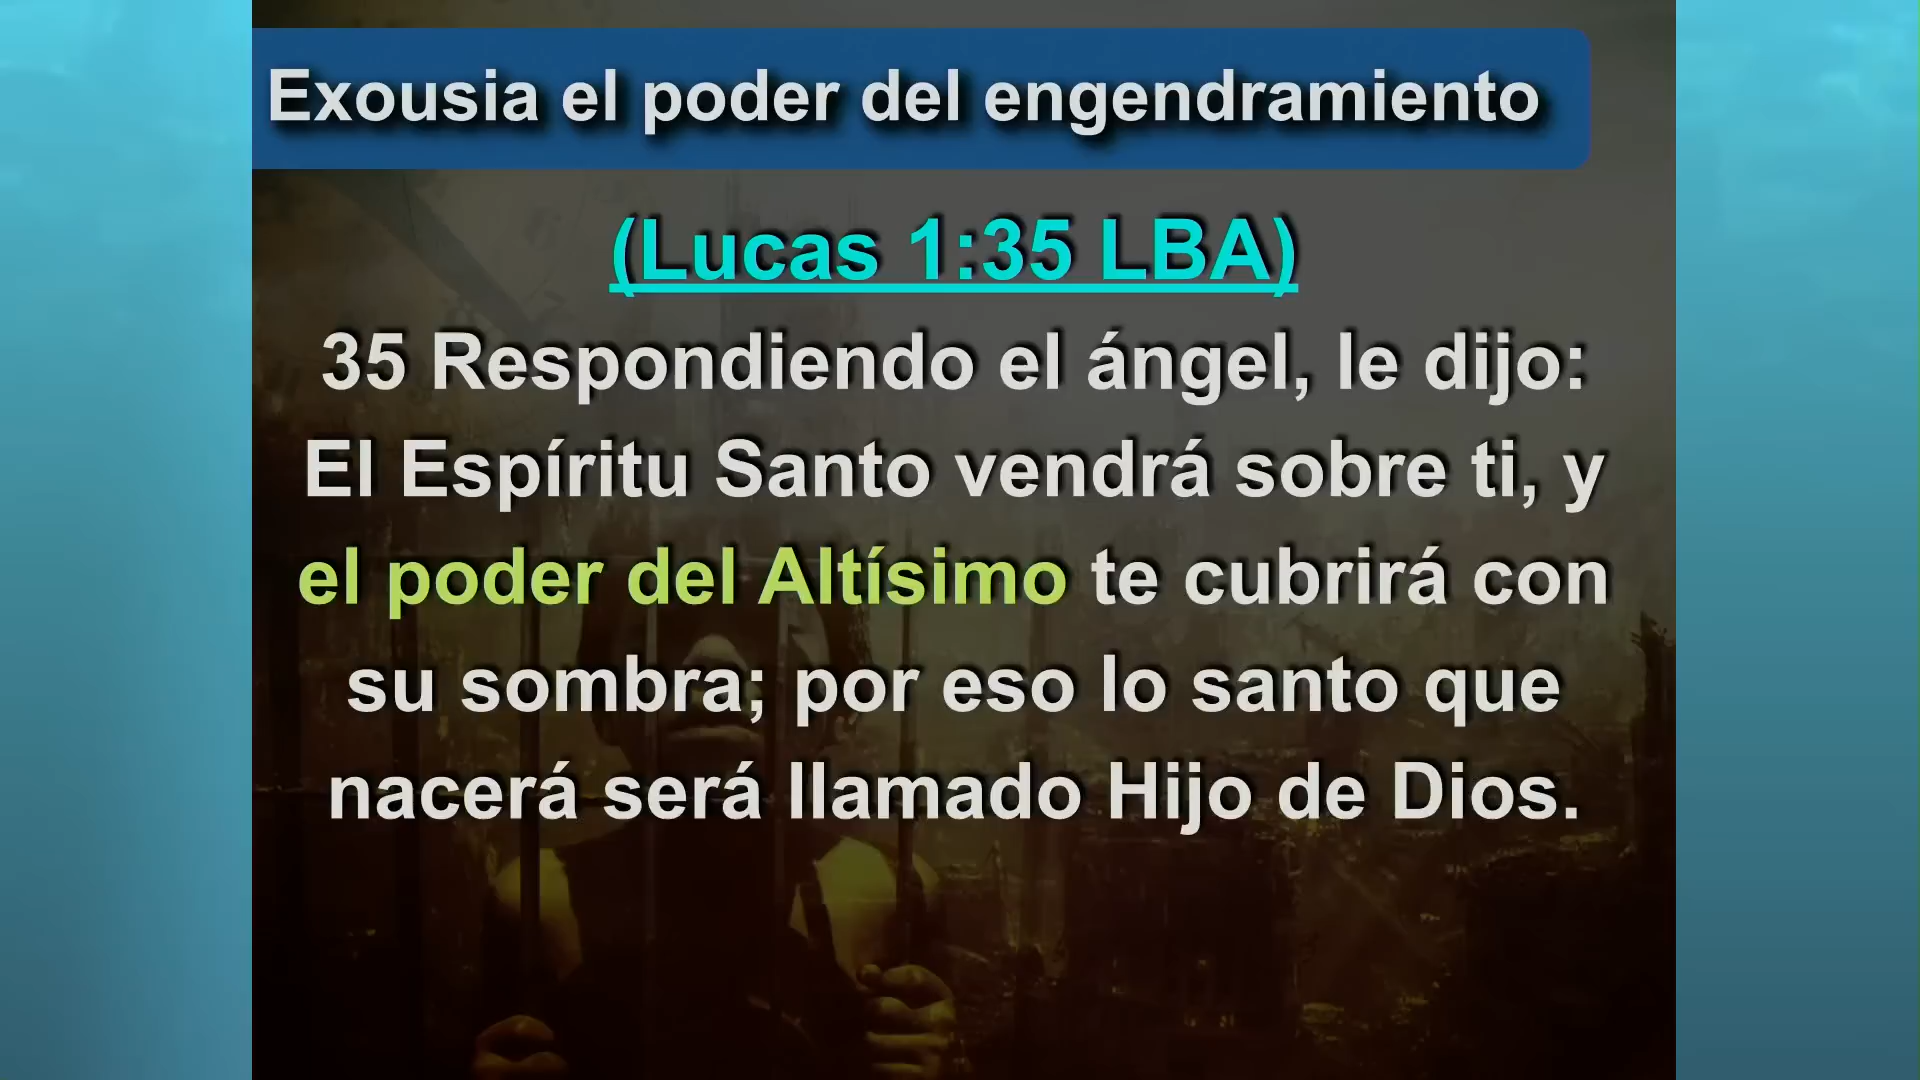 Exousia el poder del engendramiento
(Lucas 1:35 LBA)
35 Respondiendo el ángel, le dijo:
El Espíritu Santo vendrá sobre ti, y
el poder del Altísimo te cubrirá con
su sombra; por eso lo santo que
nacerá será llamado Hijo de Dios.